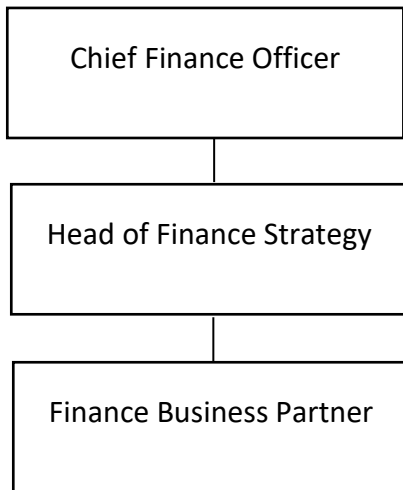 Chief Finance Officer
Head of Finance Strategy
Finance Business Partner